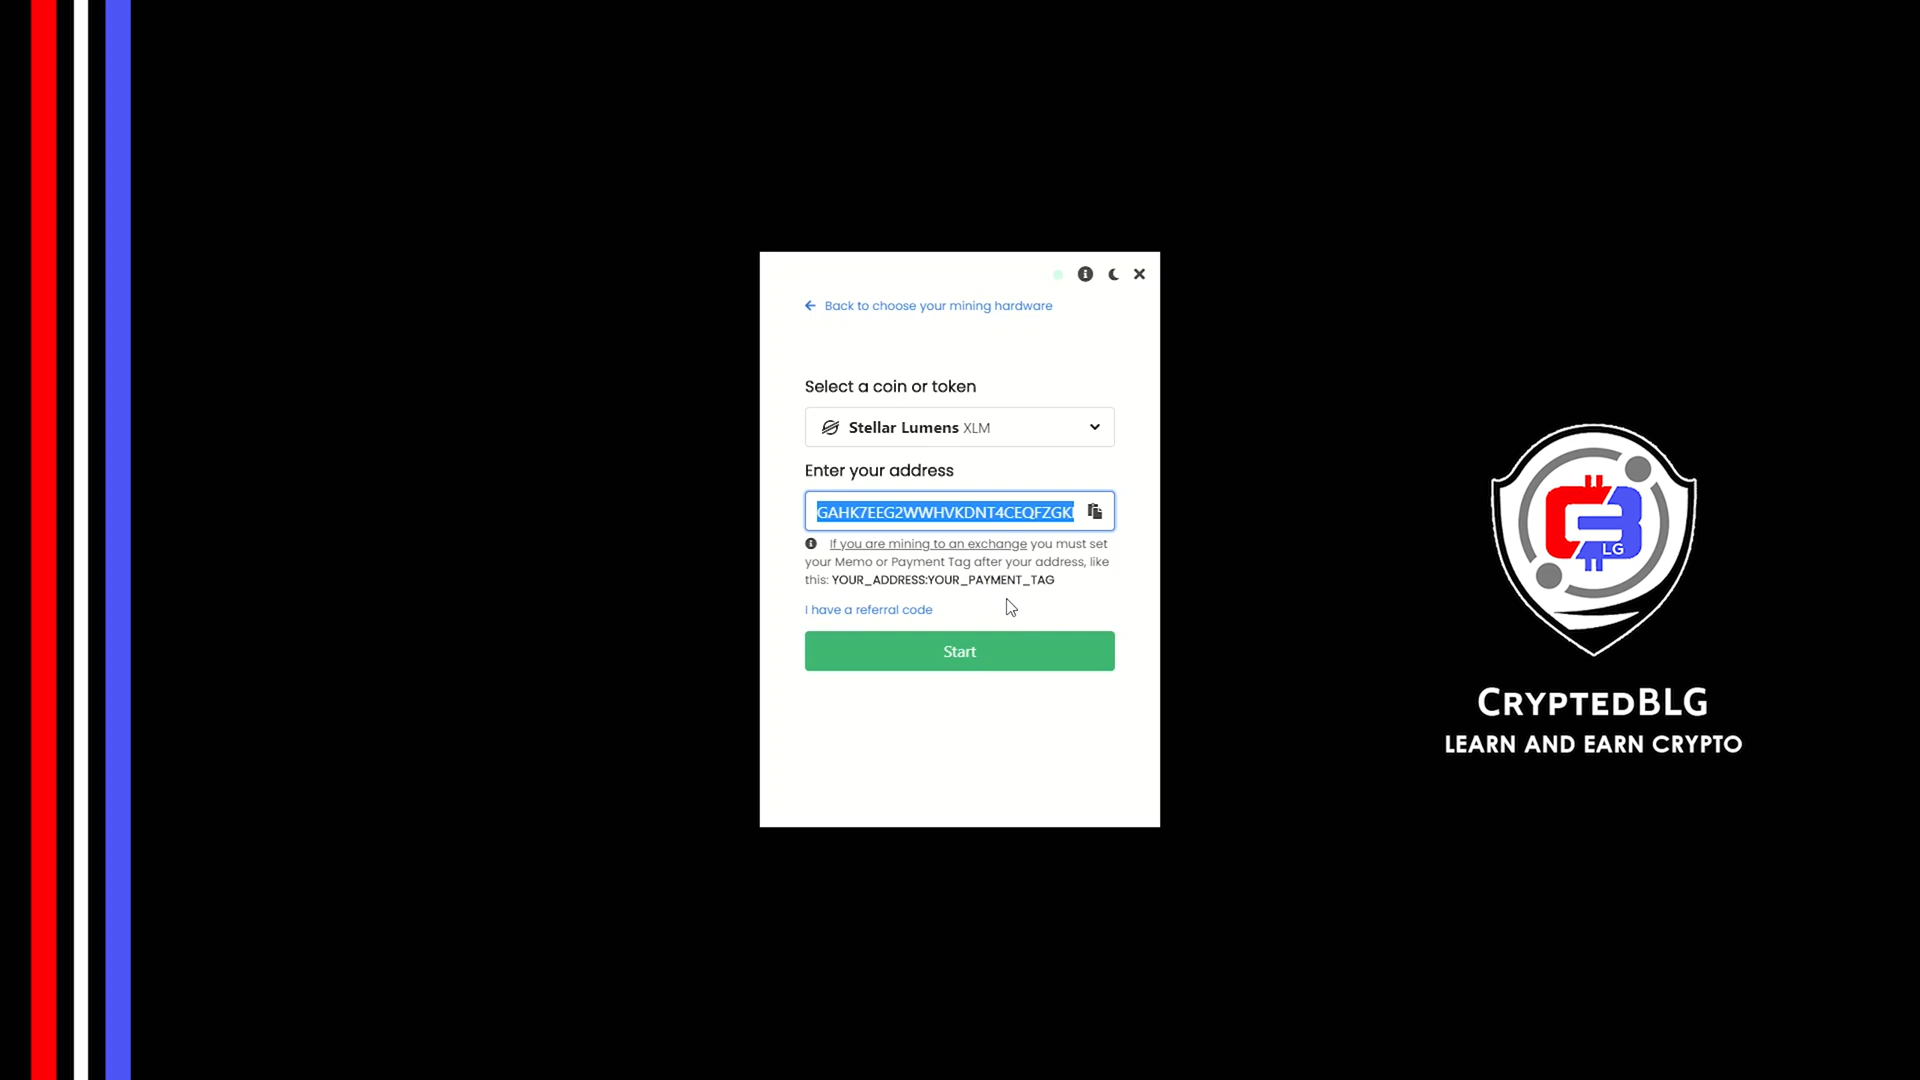 Back to choose your mining hardware
Select a coin or token
Stellar Lumens XLM
Enter your address
GAHK7EEG2WWHVKDNT4CEQFZGK
If you are mining to an exchange you must set
your Memo or Payment Tag after your address, like
this: YOUR_ADDRESS:YOUR_PAYMENT_TAG
I have a referral code
Start
LG
CRYPTEDBLG
LEARN AND EARN CRYPTO